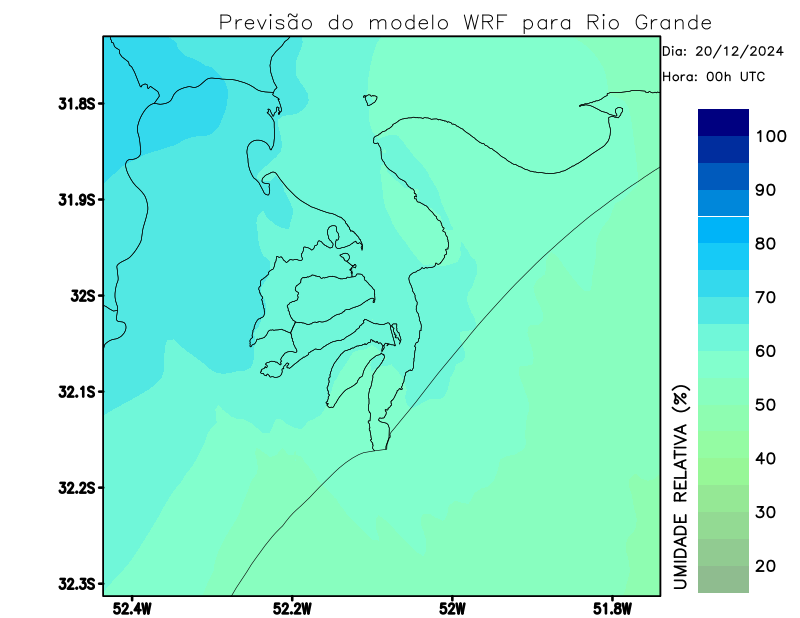 Previsão do modelo WRF para Rio Grande
Dia: 20/12/2024
Hora: 00h UTC
31.8S
31.9S
32S
32.1S
32.2S
32.3S
52.4W 52.2W 52W 51.8W
100
90
80
70
60
50
40
30
20
UMIDADE RELATIVA (%)